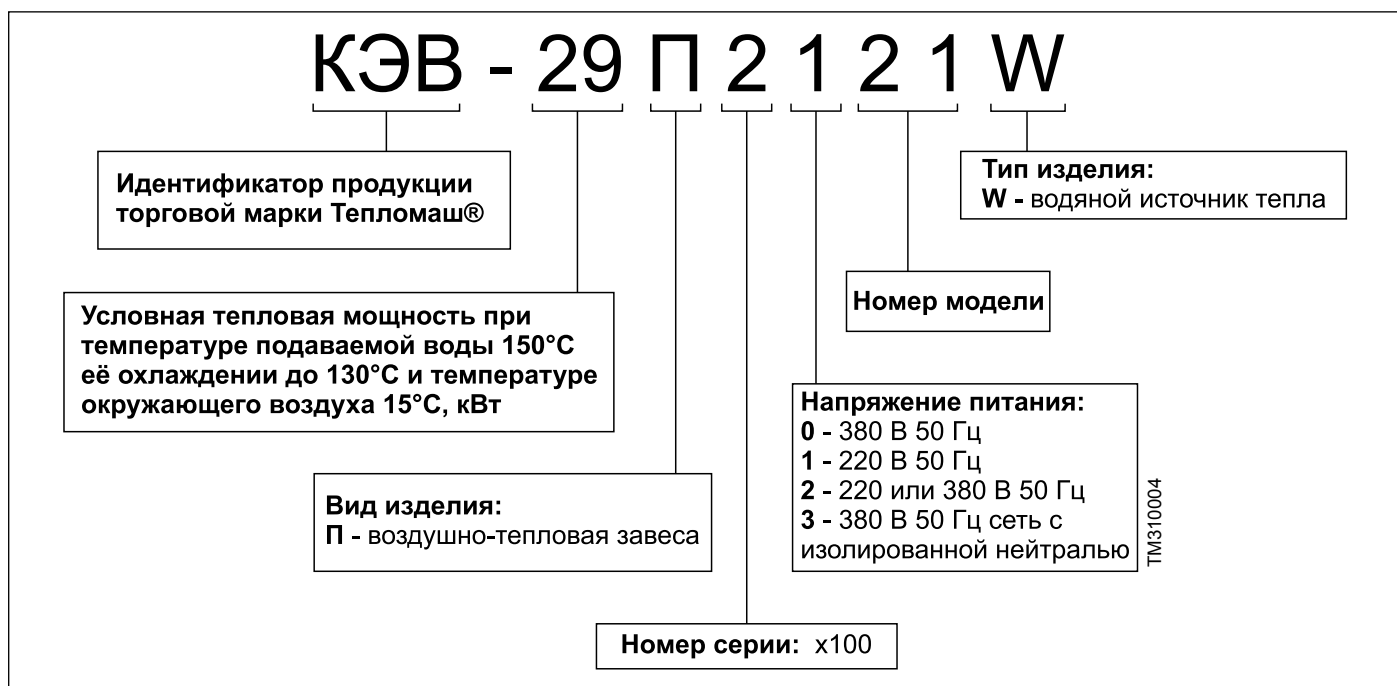 КЭВ - 29 П 2 1 2 1 W
Идентификатор продукции
торговой марки Тепломаш®
Тип изделия:
W - водяной источник тепла
Условная тепловая мощность при
температуре подаваемой воды 150°С
её охлаждении до 130°С и температуре
окружающего воздуха 15°С, кВт
Номер модели
Напряжение питания:
0 - 380 В 50 Гц
1 - 220 В 50 Гц
2 - 220 или 380 В 50 Гц
3 - 380 В 50 Гц сеть с
изолированной нейтралью
Вид изделия:
П - воздушно-тепловая завеса
Номер серии: х100
ТМ310004